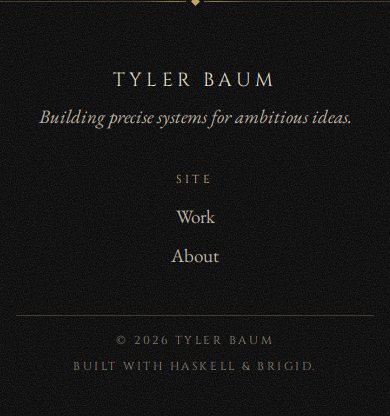 TYLER BAUM
Building precise systems for ambitious ideas.
SITE
Work
About
© 2026 TYLER BAUM
BUILT WITH HASKELL & BRIGID.